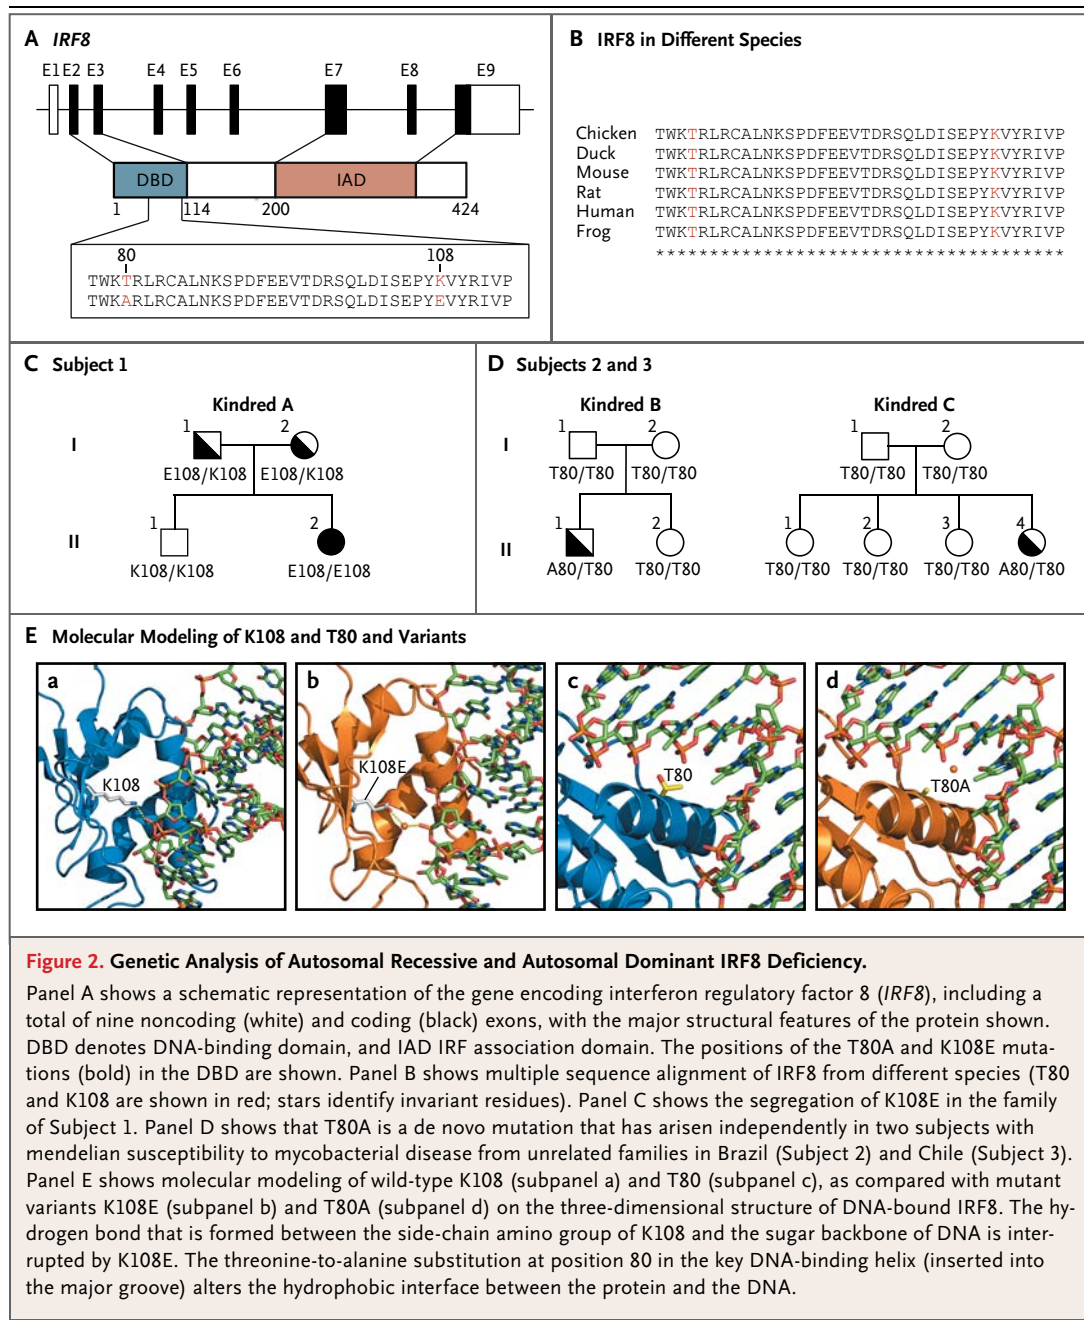 A IRF8
E1 E2 E3 E4 E5 E6 E7 E8 E9
DBD IAD
1 114 200 424
80 108
TWKTRLRCALNKSPDFEEVTDRSQLDISEPYKVYRIVP
TWKARLRCALNKSPDFEEVTDRSQLDISEPYEVYRIVP
B IRF8 in Different Species
Chicken TWKTRLRCALNKSPDFEEVTDRSQLDISEPYKVYRIVP
Duck TWKTRLRCALNKSPDFEEVTDRSQLDISEPYKVYRIVP
Mouse TWKTRLRCALNKSPDFEEVTDRSQLDISEPYKVYRIVP
Rat TWKTRLRCALNKSPDFEEVTDRSQLDISEPYKVYRIVP
Human TWKTRLRCALNKSPDFEEVTDRSQLDISEPYKVYRIVP
Frog TWKTRLRCALNKSPDFEEVTDRSQLDISEPYKVYRIVP
**************************************
C Subject 1
Kindred A
I 1 2
E108/K108 E108/K108
II 1 2
K108/K108 E108/E108
D Subjects 2 and 3
Kindred B Kindred C
I 1 2 1 2
T80/T80 T80/T80 T80/T80 T80/T80
II 1 2 1 2 3 4
A80/T80 T80/T80 T80/T80 T80/T80 T80/T80 A80/T80
E Molecular Modeling of K108 and T80 and Variants
a b c d
K108 K108E T80 T80A
Figure 2. Genetic Analysis of Autosomal Recessive and Autosomal Dominant IRF8 Deficiency.
Panel A shows a schematic representation of the gene encoding interferon regulatory factor 8 (IRF8), including a
total of nine noncoding (white) and coding (black) exons, with the major structural features of the protein shown.
DBD denotes DNA-binding domain, and IAD IRF association domain. The positions of the T80A and K108E muta-
tions (bold) in the DBD are shown. Panel B shows multiple sequence alignment of IRF8 from different species (T80
and K108 are shown in red; stars identify invariant residues). Panel C shows the segregation of K108E in the family
of Subject 1. Panel D shows that T80A is a de novo mutation that has arisen independently in two subjects with
mendelian susceptibility to mycobacterial disease from unrelated families in Brazil (Subject 2) and Chile (Subject 3).
Panel E shows molecular modeling of wild-type K108 (subpanel a) and T80 (subpanel c), as compared with mutant
variants K108E (subpanel b) and T80A (subpanel d) on the three-dimensional structure of DNA-bound IRF8. The hy-
drogen bond that is formed between the side-chain amino group of K108 and the sugar backbone of DNA is inter-
rupted by K108E. The threonine-to-alanine substitution at position 80 in the key DNA-binding helix (inserted into
the major groove) alters the hydrophobic interface between the protein and the DNA.